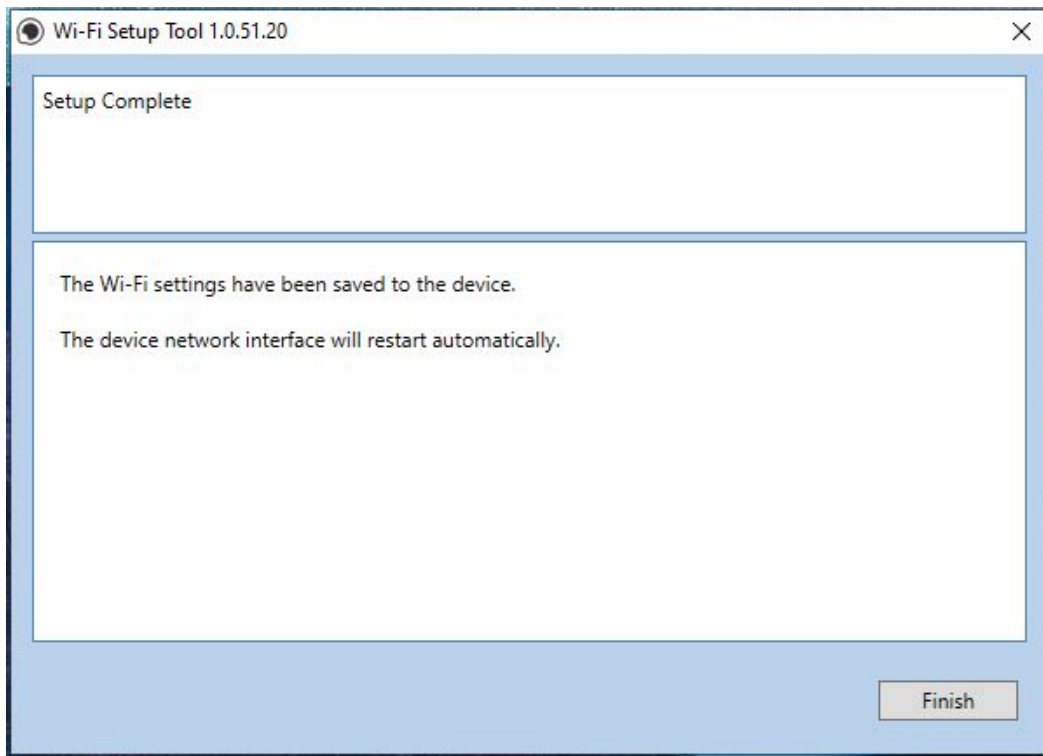 Wi-Fi Setup Tool 1.0.51.20
Setup Complete
The Wi-Fi settings have been saved to the device.
The device network interface will restart automatically.
Finish